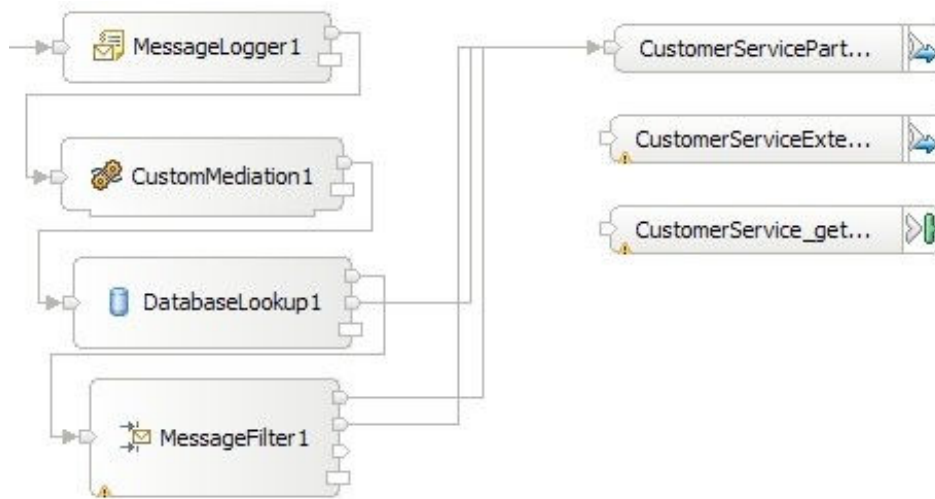 MessageLogger1
CustomerServicePart...
CustomMediation1
CustomerServiceExte...
CustomerService_get...
DatabaseLookup1
MessageFilter1